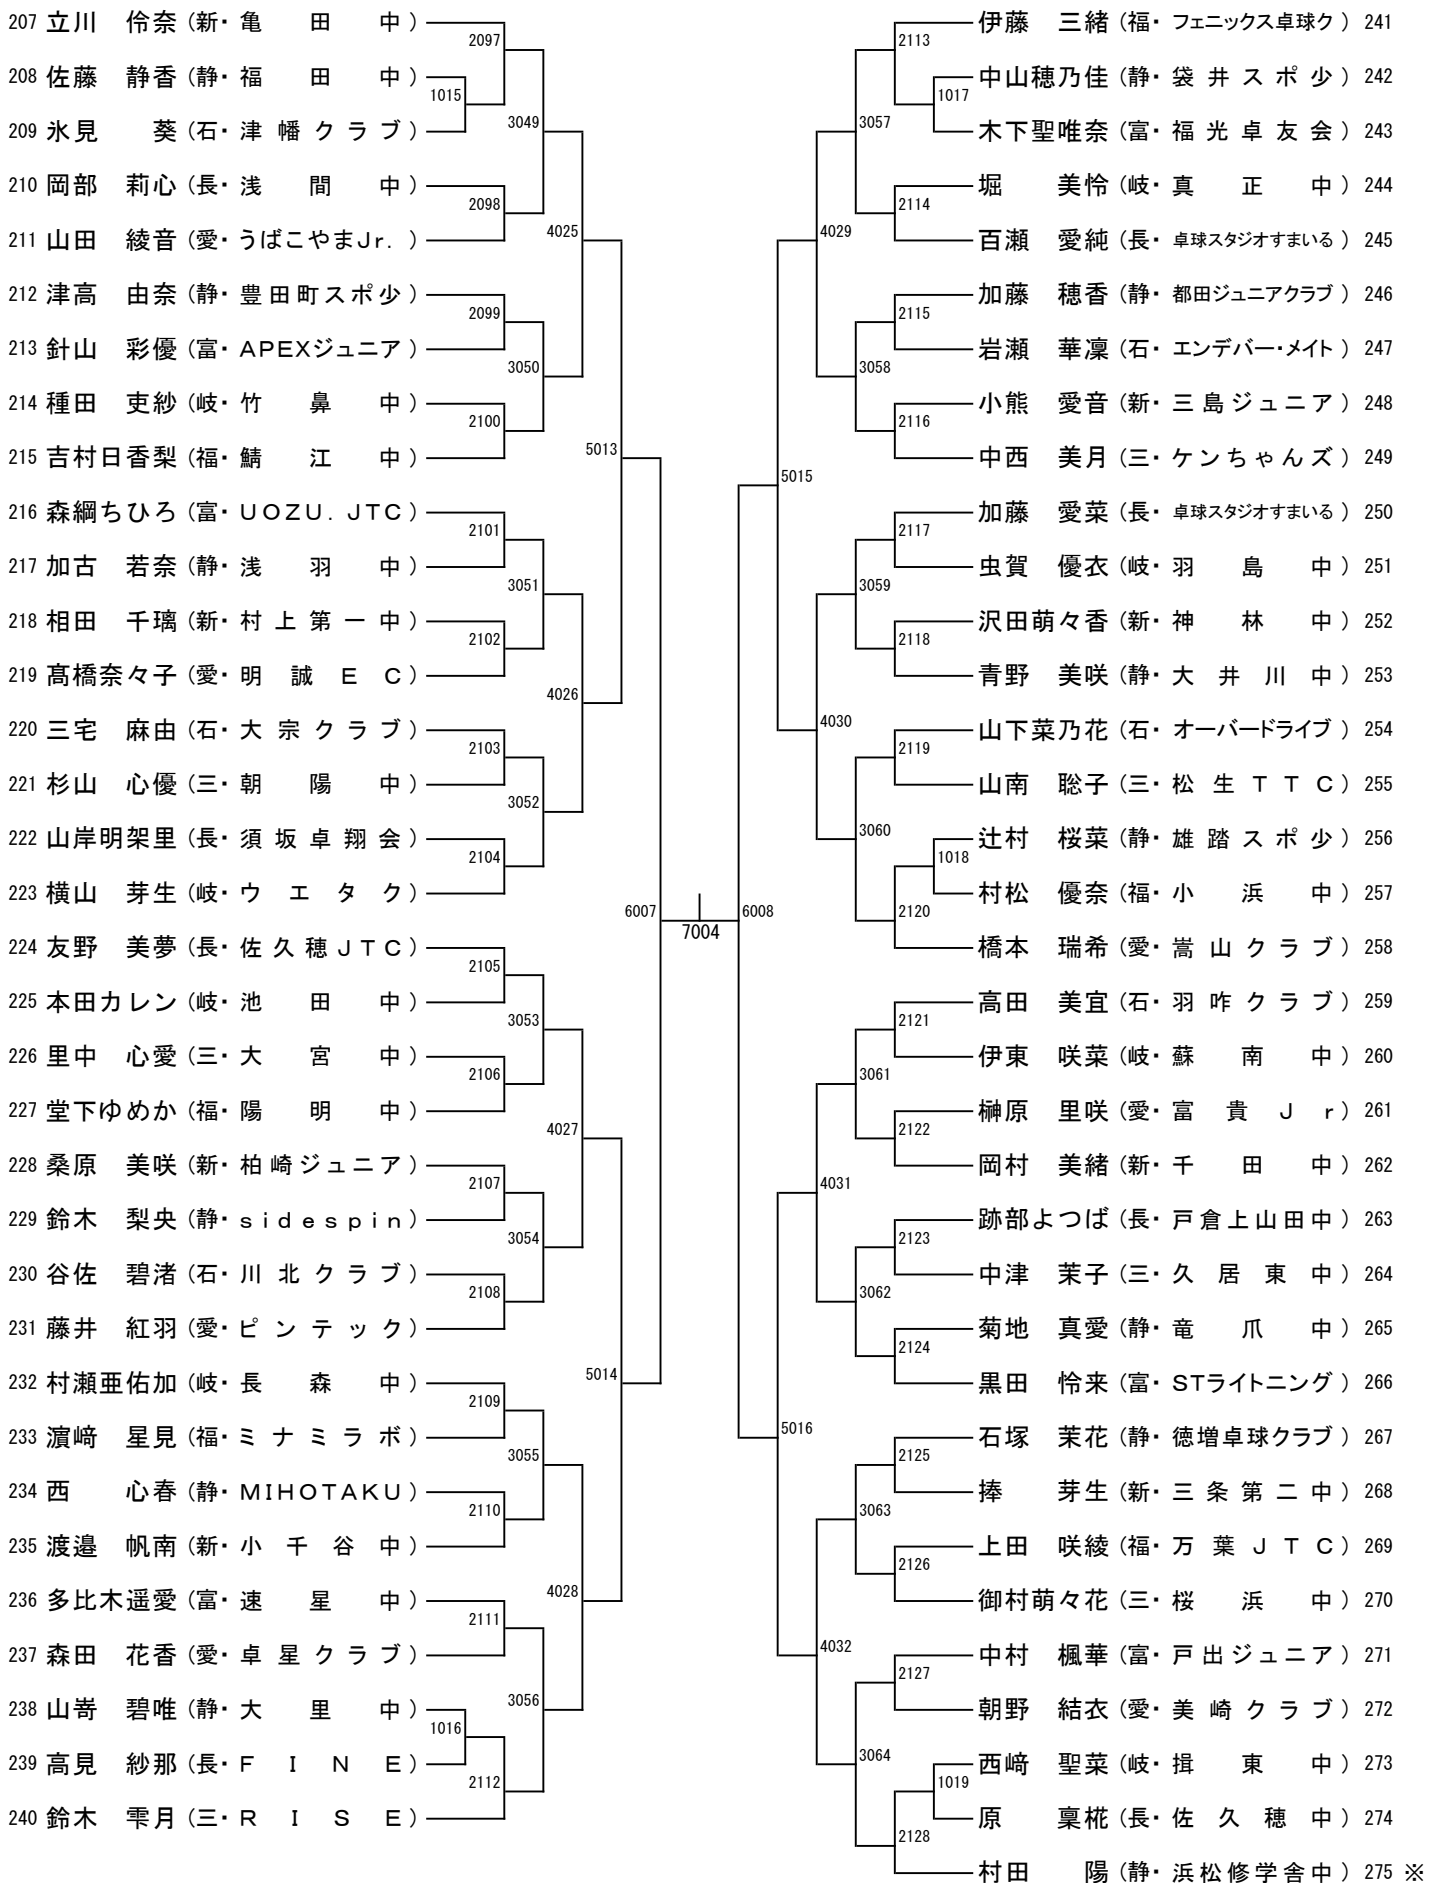 207 立川 伶奈 (新・亀田中)
208 佐藤 静香 (静・福田中)
209 氷見 葵 (石・津幡クラブ)
210 岡部 莉心 (長・浅間中)
211 山田 綾音 (愛・うばこやまJr.)
212 津高 由奈 (静・豊田町スポ少)
213 針山 彩優 (富・APEXジュニア)
214 種田 吏紗 (岐・竹鼻中)
215 吉村日香梨 (福・鯖江中)
216 森綱ちひろ (富・UOZU.JTC)
217 加古 若奈 (静・浅羽中)
218 相田 千璃 (新・村上第一中)
219 髙橋奈々子 (愛・明誠EC)
220 三宅 麻由 (石・大宗クラブ)
221 杉山 心優 (三・朝陽中)
222 山岸明架里 (長・須坂卓翔会)
223 横山 芽生 (岐・ウエタク)
224 友野 美夢 (長・佐久穂JTC)
225 本田カレン (岐・池田中)
226 里中 心愛 (三・大宮中)
227 堂下ゆめか (福・陽明中)
228 桑原 美咲 (新・柏崎ジュニア)
229 鈴木 梨央 (静・sidespin)
230 谷佐 碧渚 (石・川北クラブ)
231 藤井 紅羽 (愛・ピンテック)
232 村瀬亜佑加 (岐・長森中)
233 濵﨑 星見 (福・ミナミラボ)
234 西 心春 (静・MIHOTAKU)
235 渡邉 帆南 (新・小千谷中)
236 多比木遥愛 (富・速星中)
237 森田 花香 (愛・卓星クラブ)
238 山嵜 碧唯 (静・大里中)
239 高見 紗那 (長・FINE)
240 鈴木 雫月 (三・RISE)
2097
1015
3049
2098
4025
2099
3050
2100
5013
2101
3051
2102
4026
2103
3052
2104
6007
2105
3053
2106
4027
2107
3054
2108
5014
2109
3055
2110
4028
2111
3056
1016
2112
7004
6008
2113
1017
3057
2114
4029
2115
3058
2116
5015
2117
3059
2118
4030
2119
3060
1018
2120
2121
3061
2122
4031
2123
3062
2124
5016
2125
3063
2126
4032
2127
3064
1019
2128
伊藤 三緒 (福・フェニックス卓球ク) 241
中山穂乃佳 (静・袋井スポ少) 242
木下聖唯奈 (富・福光卓友会) 243
堀 美怜 (岐・真正中) 244
百瀬 愛純 (長・卓球スタジオすまいる) 245
加藤 穂香 (静・都田ジュニアクラブ) 246
岩瀬 華凜 (石・エンデバー・メイト) 247
小熊 愛音 (新・三島ジュニア) 248
中西 美月 (三・ケンちゃんズ) 249
加藤 愛菜 (長・卓球スタジオすまいる) 250
虫賀 優衣 (岐・羽島中) 251
沢田萌々香 (新・神林中) 252
青野 美咲 (静・大井川中) 253
山下菜乃花 (石・オーバードライブ) 254
山南 聡子 (三・松生TTC) 255
辻村 桜菜 (静・雄踏スポ少) 256
村松 優奈 (福・小浜中) 257
橋本 瑞希 (愛・嵩山クラブ) 258
高田 美宜 (石・羽咋クラブ) 259
伊東 咲菜 (岐・蘇南中) 260
榊原 里咲 (愛・富貴Jr) 261
岡村 美緒 (新・千田中) 262
跡部よつば (長・戸倉上山田中) 263
中津 茉子 (三・久居東中) 264
菊地 真愛 (静・竜爪中) 265
黒田 怜来 (富・STライトニング) 266
石塚 茉花 (静・徳増卓球クラブ) 267
捧 芽生 (新・三条第二中) 268
上田 咲綾 (福・万葉JTC) 269
御村萌々花 (三・桜浜中) 270
中村 楓華 (富・戸出ジュニア) 271
朝野 結衣 (愛・美崎クラブ) 272
西﨑 聖菜 (岐・揖東中) 273
原 稟椛 (長・佐久穂中) 274
村田 陽 (静・浜松修学舎中) 275 ※